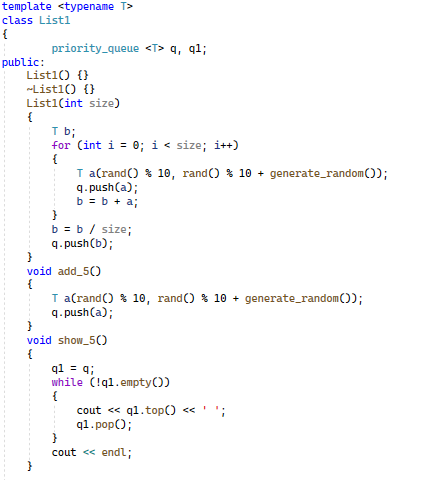 template <typename T>
class List1
{
        priority_queue <T> q, q1;
public:
    List1() {}
    ~List1() {}
    List1(int size)
    {
        T b;
        for (int i = 0; i < size; i++)
        {
            T a(rand() % 10, rand() % 10 + generate_random());
            q.push(a);
            b = b + a;
        }
        b = b / size;
        q.push(b);
    }
    void add_5()
    {
        T a(rand() % 10, rand() % 10 + generate_random());
        q.push(a);
    }
    void show_5()
    {
        q1 = q;
        while (!q1.empty())
        {
            cout << q1.top() << ' ';
            q1.pop();
        }
        cout << endl;
    }